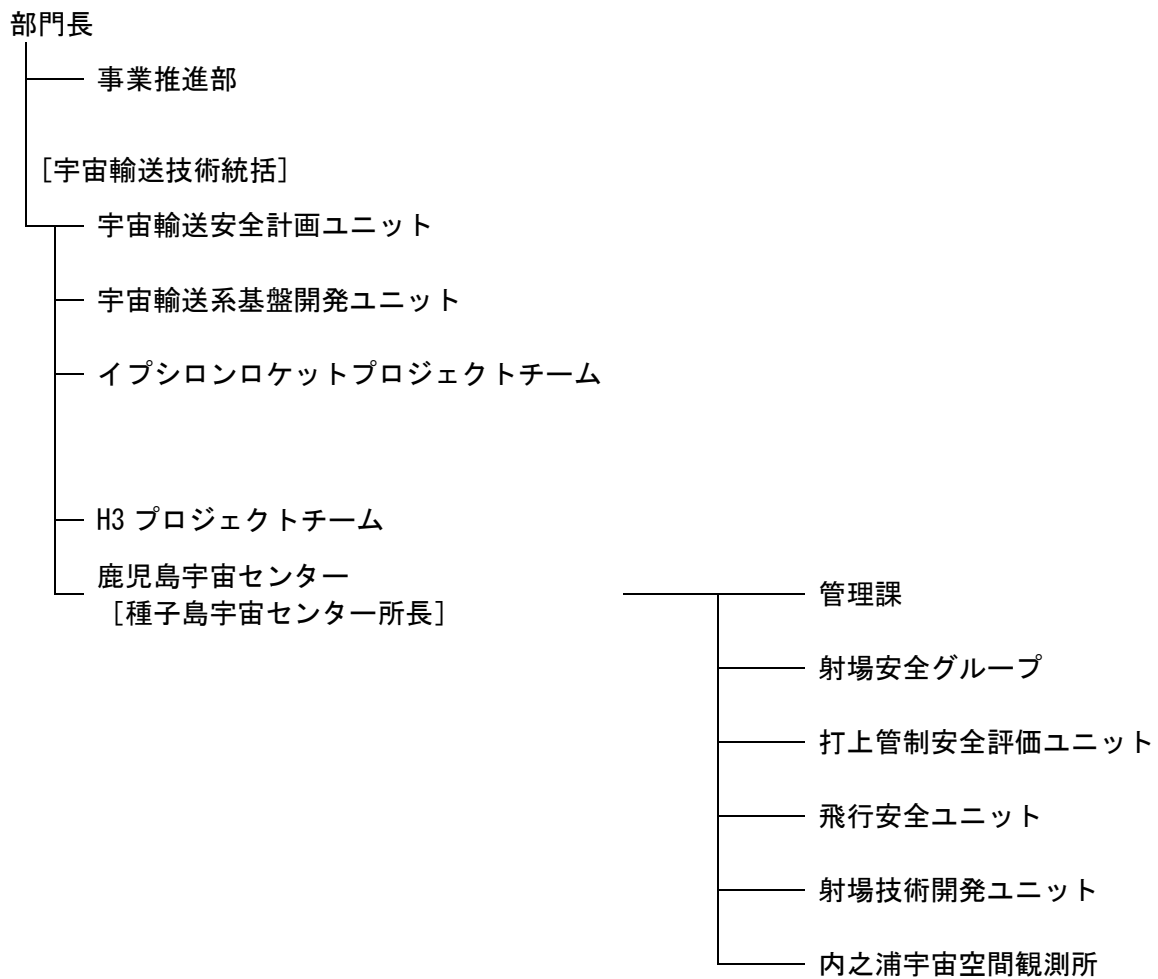 部門長
事業推進部
[宇宙輸送技術統括]
宇宙輸送安全計画ユニット
宇宙輸送系基盤開発ユニット
イプシロンロケットプロジェクトチーム
H3 プロジェクトチーム
鹿児島宇宙センター
[種子島宇宙センター所長]
管理課
射場安全グループ
打上管制安全評価ユニット
飛行安全ユニット
射場技術開発ユニット
内之浦宇宙空間観測所